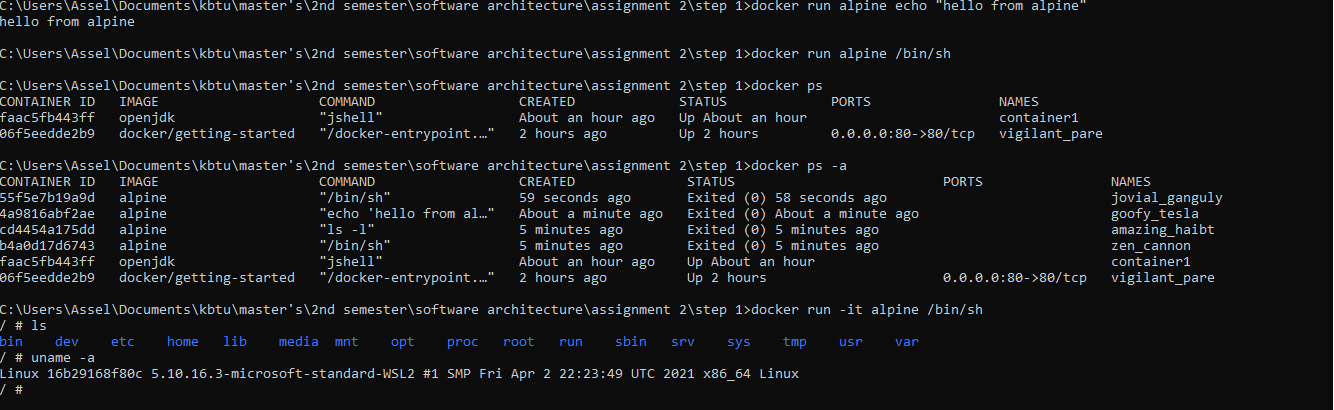 C:\Users\Assel\Documents\kbtu\master's\2nd semester\software architecture\assignment 2\step 1>docker run alpine echo "hello from alpine"
hello from alpine
C:\Users\Assel\Documents\kbtu\master's\2nd semester\software architecture\assignment 2\step 1>docker run alpine /bin/sh
C:\Users\Assel\Documents\kbtu\master's\2nd semester\software architecture\assignment 2\step 1>docker ps
CONTAINER ID   IMAGE                    COMMAND                  CREATED             STATUS             PORTS                NAMES
faac5fb443ff   openjdk                  "jshell"                 About an hour ago   Up About an hour                        container1
06f5eedde2b9   docker/getting-started   "/docker-entrypoint.…"   2 hours ago         Up 2 hours         0.0.0.0:80->80/tcp   vigilant_pare
C:\Users\Assel\Documents\kbtu\master's\2nd semester\software architecture\assignment 2\step 1>docker ps -a
CONTAINER ID   IMAGE                    COMMAND                  CREATED              STATUS                          PORTS                NAMES
55f5e7b19a9d   alpine                   "/bin/sh"                59 seconds ago       Exited (0) 58 seconds ago                            jovial_ganguly
4a9816abf2ae   alpine                   "echo 'hello from al…"   About a minute ago   Exited (0) About a minute ago                        goofy_tesla
cd4454a175dd   alpine                   "ls -l"                  5 minutes ago        Exited (0) 5 minutes ago                             amazing_haibt
b4a0d17d6743   alpine                   "/bin/sh"                5 minutes ago        Exited (0) 5 minutes ago                             zen_cannon
faac5fb443ff   openjdk                  "jshell"                 About an hour ago    Up About an hour                                     container1
06f5eedde2b9   docker/getting-started   "/docker-entrypoint.…"   2 hours ago          Up 2 hours                      0.0.0.0:80->80/tcp   vigilant_pare
C:\Users\Assel\Documents\kbtu\master's\2nd semester\software architecture\assignment 2\step 1>docker run -it alpine /bin/sh
/ # ls
bin    dev    etc    home   lib    media  mnt    opt    proc   root   run    sbin   srv    sys    tmp    usr    var
/ # uname -a
Linux 16b29168f80c 5.10.16.3-microsoft-standard-WSL2 #1 SMP Fri Apr 2 22:23:49 UTC 2021 x86_64 Linux
/ #